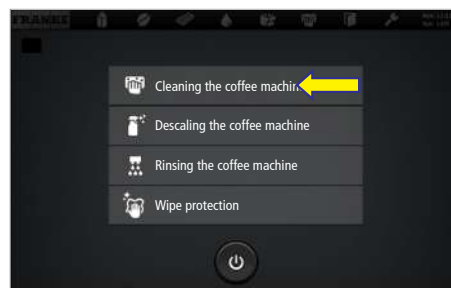 FRANKE
Cleaning the coffee machin
Descaling the coffee machine
Rinsing the coffee machine
Wipe protection